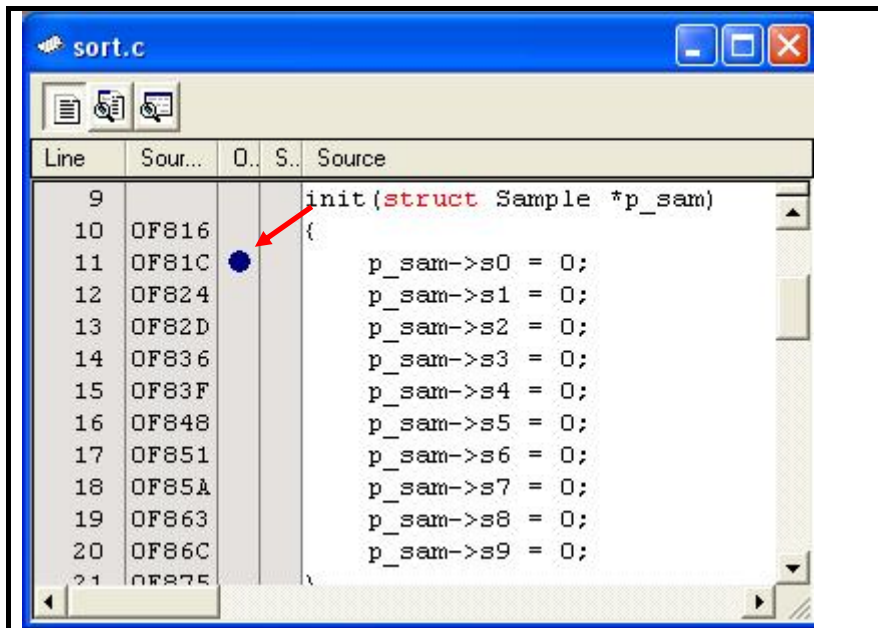 sort.c
Line Sour... O.. S.. Source
9 init(struct Sample *p_sam)
10 0F816 {
11 0F81C p_sam->s0 = 0;
12 0F824 p_sam->s1 = 0;
13 0F82D p_sam->s2 = 0;
14 0F836 p_sam->s3 = 0;
15 0F83F p_sam->s4 = 0;
16 0F848 p_sam->s5 = 0;
17 0F851 p_sam->s6 = 0;
18 0F85A p_sam->s7 = 0;
19 0F863 p_sam->s8 = 0;
20 0F86C p_sam->s9 = 0;
21 0F875 }